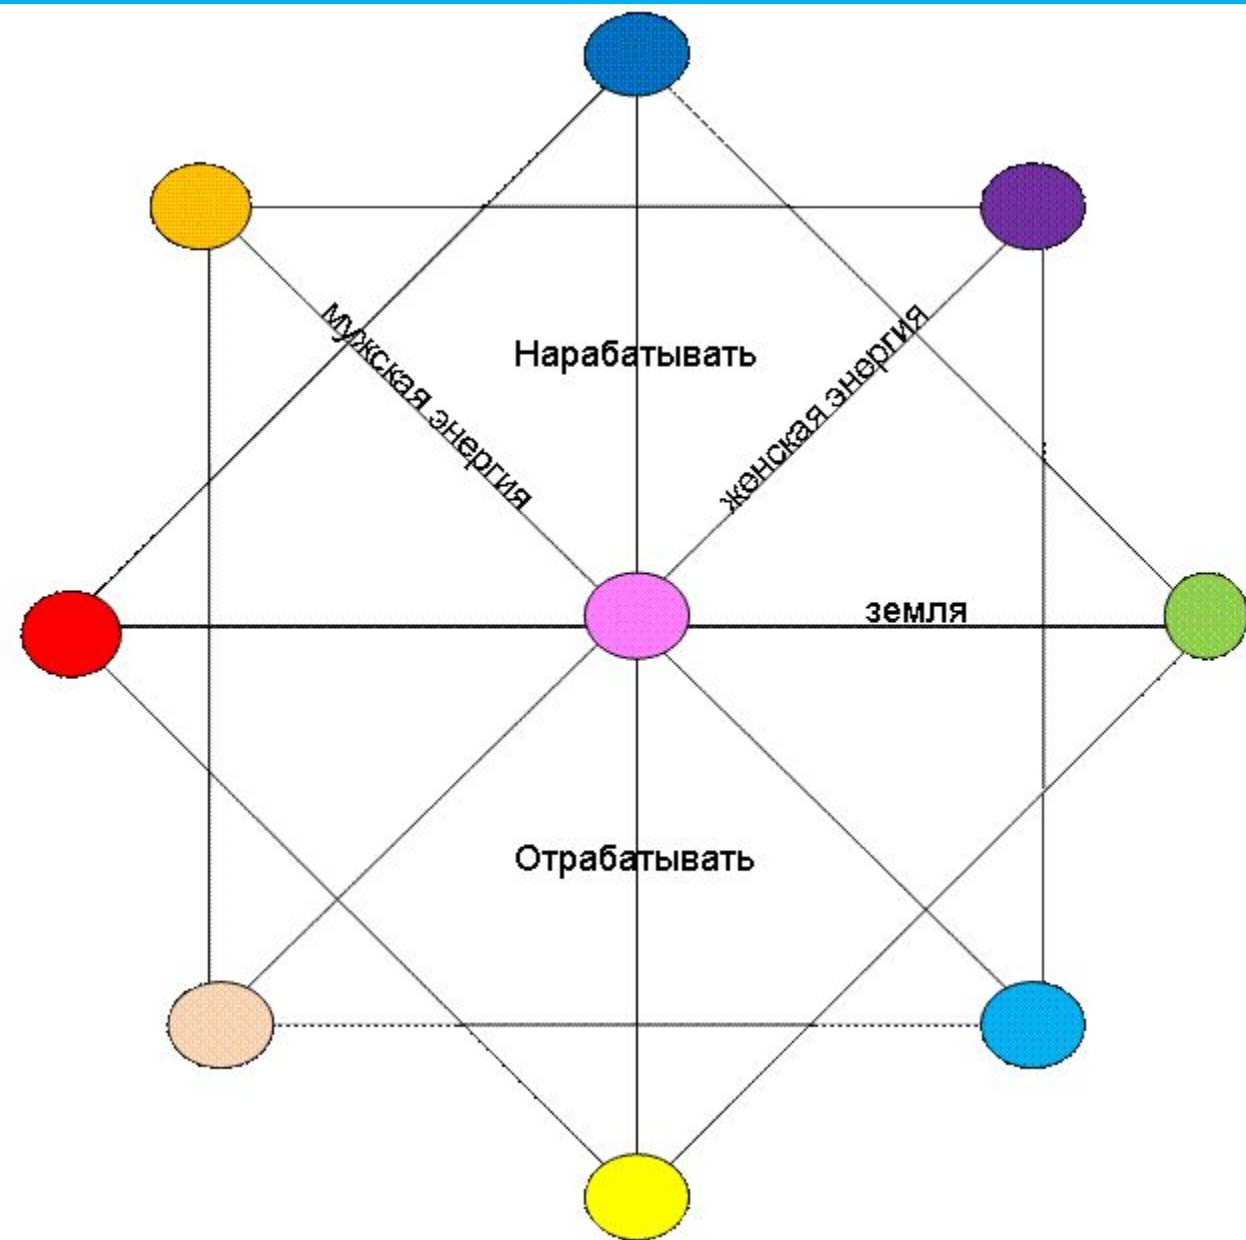 мужская энергия
Нарабатывать
женская энергия
земля
Отрабатывать